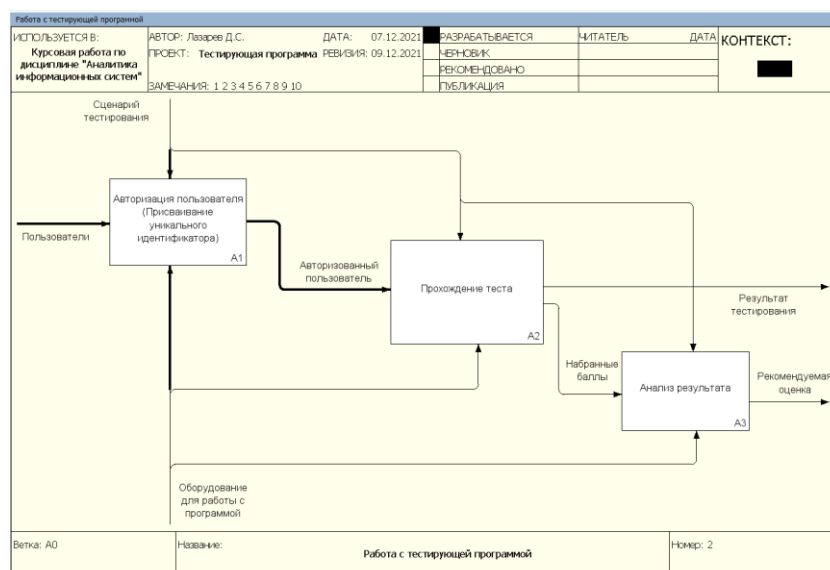 Работа с тестирующей программой
ИСПОЛЬЗУЕТСЯ В:
Курсовая работа по
дисциплине "Аналитика
информационных систем"
АВТОР: Лазарев Д.С.
ДАТА: 07.12.2021
ПРОЕКТ: Тестирующая программа
РЕВИЗИЯ: 09.12.2021
ЗАМЕЧАНИЯ: 1 2 3 4 5 6 7 8 9 10
РАЗРАБАТЫВАЕТСЯ
ЧЕРНОВИК
РЕКОМЕНДОВАНО
ПУБЛИКАЦИЯ
ЧИТАТЕЛЬ
ДАТА
КОНТЕКСТ:
Сценарий
тестирования
Авторизация пользователя
(Присваивание
уникального
идентификатора)
A1
Пользователи
Авторизованный
пользователь
Прохождение теста
A2
Результат
тестирования
Набранные
баллы
Анализ результата
A3
Рекомендуемая
оценка
Оборудование
для работы с
программой
Ветка: A0
Название:
Работа с тестирующей программой
Номер: 2